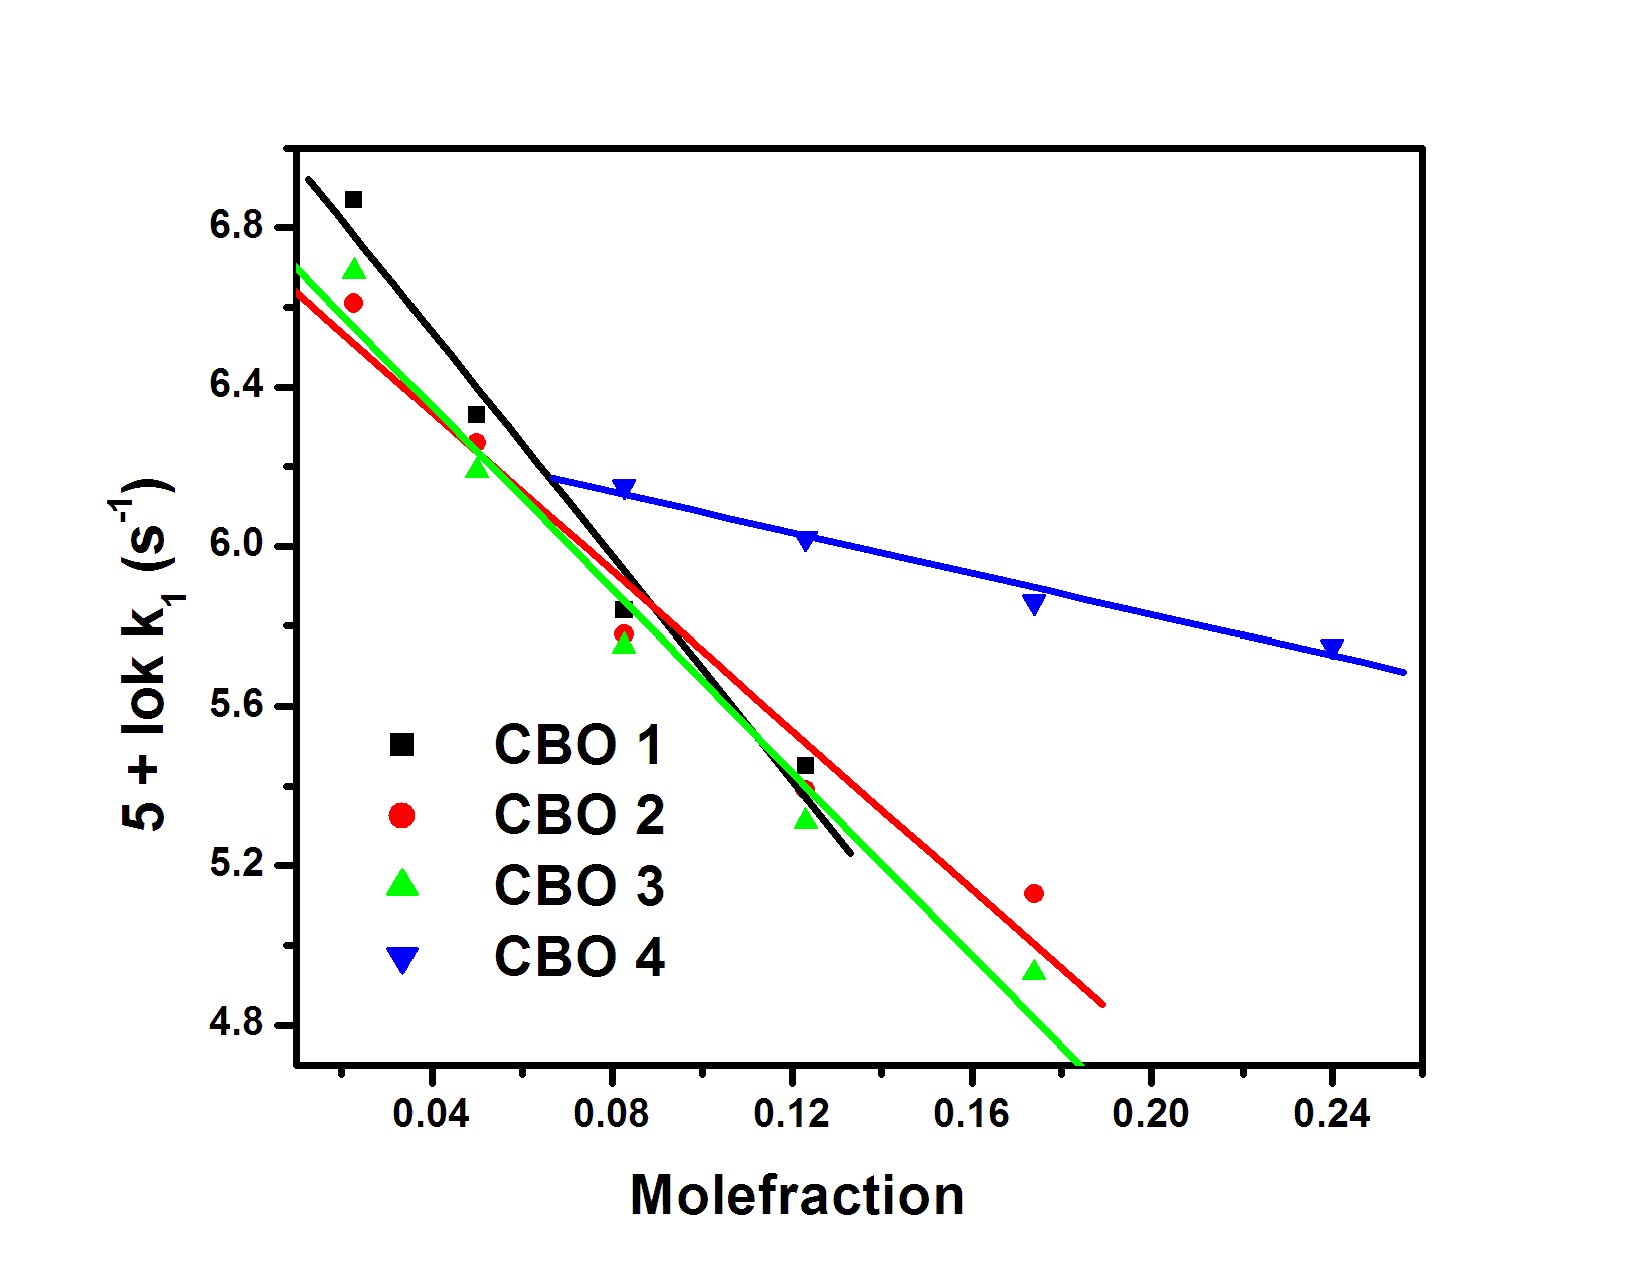 5 + lok k₁ (s⁻¹)
6.8
6.4
6.0
5.6
5.2
4.8
CBO 1
CBO 2
CBO 3
CBO 4
0.04 0.08 0.12 0.16 0.20 0.24
Molefraction